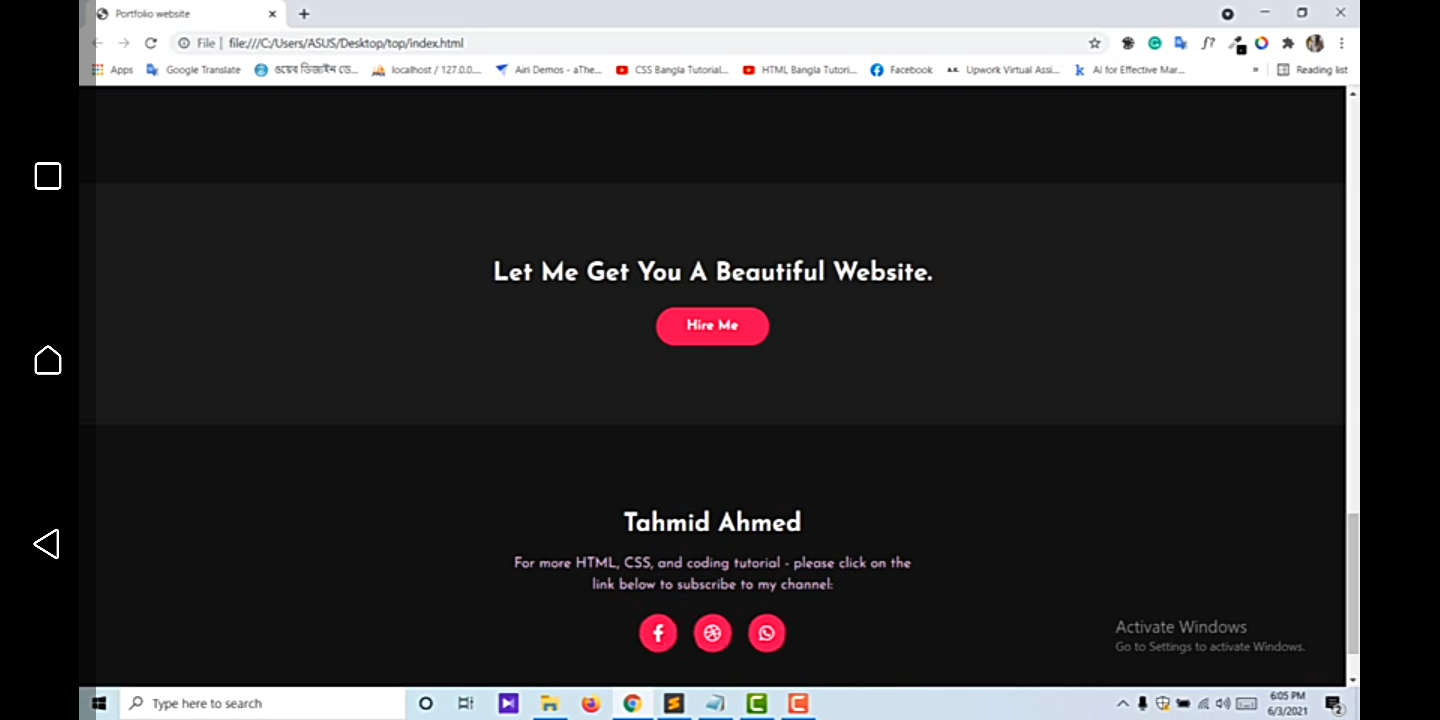 Portfolio website
File | file:///C:/Users/ASUS/Desktop/top/index.html
Apps Google Translate ওয়েব ডিজাইন ডে... localhost / 127.0.0.... Airi Demos - aThe... CSS Bangla Tutorial... HTML Bangla Tutori... Facebook Upwork Virtual Assi... AI for Effective Mar... » Reading list
Let Me Get You A Beautiful Website.
Hire Me
Tahmid Ahmed
For more HTML, CSS, and coding tutorial - please click on the
link below to subscribe to my channel:
Activate Windows
Go to Settings to activate Windows.
Type here to search
6:05 PM
6/3/2021
2